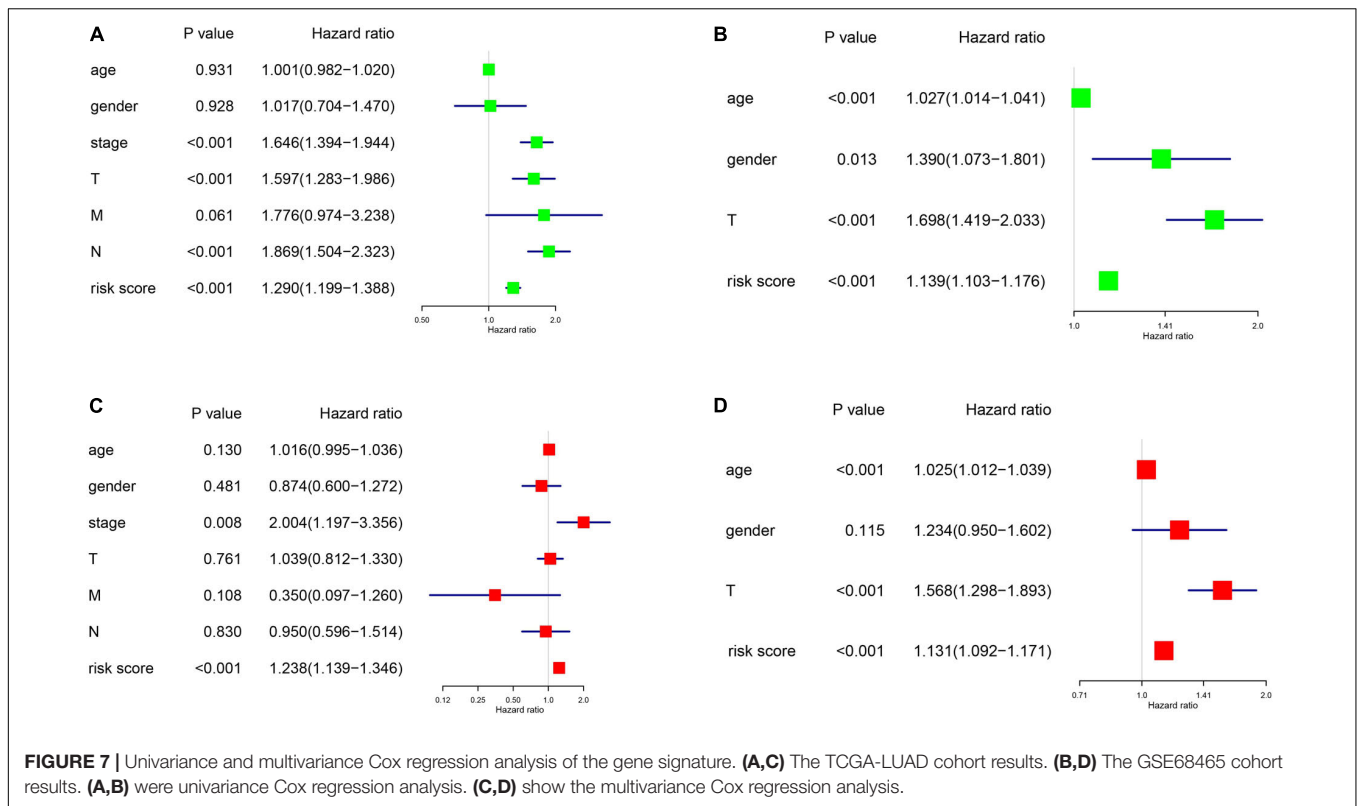 A
P value Hazard ratio
age 0.931 1.001(0.982−1.020)
gender 0.928 1.017(0.704−1.470)
stage <0.001 1.646(1.394−1.944)
T <0.001 1.597(1.283−1.986)
M 0.061 1.776(0.974−3.238)
N <0.001 1.869(1.504−2.323)
risk score <0.001 1.290(1.199−1.388)
0.50 1.0 2.0
Hazard ratio
B
P value Hazard ratio
age <0.001 1.027(1.014−1.041)
gender 0.013 1.390(1.073−1.801)
T <0.001 1.698(1.419−2.033)
risk score <0.001 1.139(1.103−1.176)
1.0 1.41 2.0
Hazard ratio
C
P value Hazard ratio
age 0.130 1.016(0.995−1.036)
gender 0.481 0.874(0.600−1.272)
stage 0.008 2.004(1.197−3.356)
T 0.761 1.039(0.812−1.330)
M 0.108 0.350(0.097−1.260)
N 0.830 0.950(0.596−1.514)
risk score <0.001 1.238(1.139−1.346)
0.12 0.25 0.50 1.0 2.0
Hazard ratio
D
P value Hazard ratio
age <0.001 1.025(1.012−1.039)
gender 0.115 1.234(0.950−1.602)
T <0.001 1.568(1.298−1.893)
risk score <0.001 1.131(1.092−1.171)
0.71 1.0 1.41 2.0
Hazard ratio
FIGURE 7 | Univariance and multivariance Cox regression analysis of the gene signature. (A,C) The TCGA-LUAD cohort results. (B,D) The GSE68465 cohort
results. (A,B) were univariance Cox regression analysis. (C,D) show the multivariance Cox regression analysis.